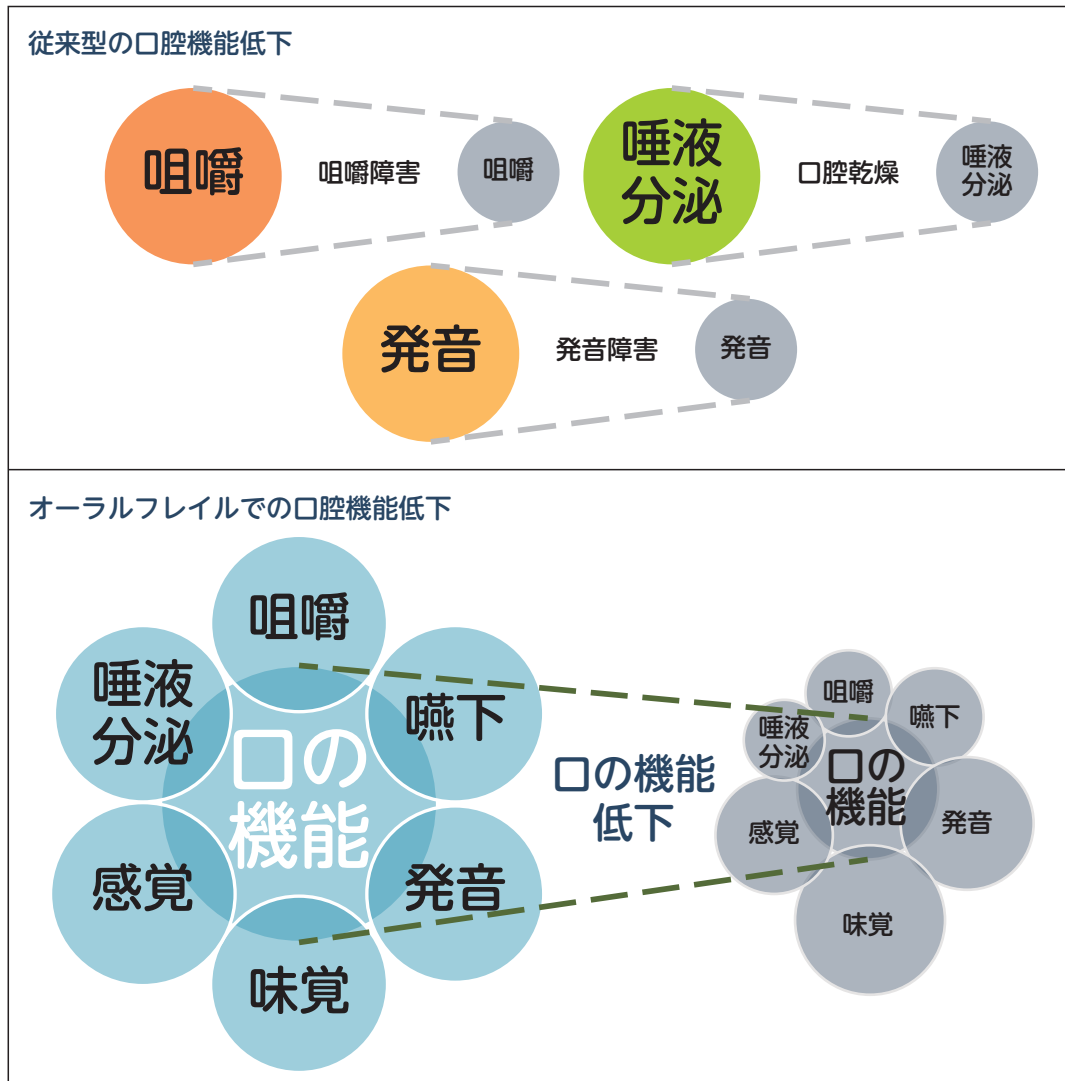 従来型の口腔機能低下
咀嚼
咀嚼障害
咀嚼
唾液
分泌
口腔乾燥
唾液
分泌
発音
発音障害
発音
オーラルフレイルでの口腔機能低下
咀嚼
唾液
分泌
嚥下
口の
機能
感覚
発音
味覚
口の機能
低下
咀嚼
唾液
分泌
嚥下
口の
機能
感覚
発音
味覚